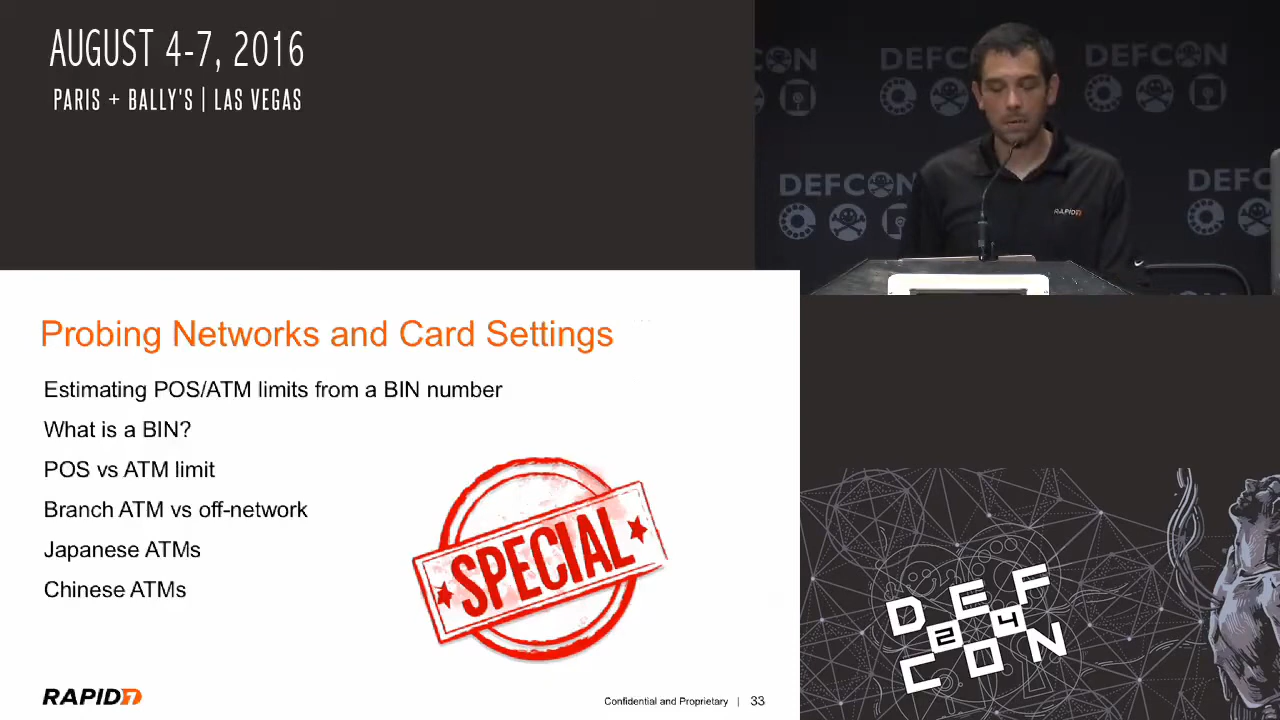 AUGUST 4-7, 2016
PARIS + BALLY'S | LAS VEGAS
DEFCON
DEFCON
DEFCON
DEFCON
RAPID7
Probing Networks and Card Settings
Estimating POS/ATM limits from a BIN number
What is a BIN?
POS vs ATM limit
Branch ATM vs off-network
Japanese ATMs
Chinese ATMs
SPECIAL
RAPID7
Confidential and Proprietary | 33
DEF
24
CON